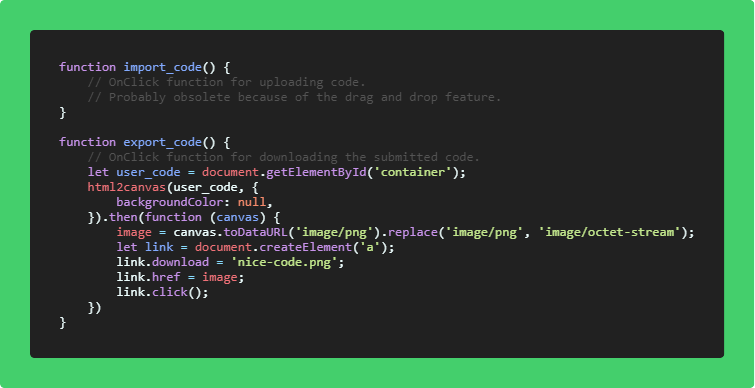 function import_code() {
    // OnClick function for uploading code.
    // Probably obsolete because of the drag and drop feature.
}

function export_code() {
    // OnClick function for downloading the submitted code.
    let user_code = document.getElementById('container');
    html2canvas(user_code, {
        backgroundColor: null,
    }).then(function (canvas) {
        image = canvas.toDataURL('image/png').replace('image/png', 'image/octet-stream');
        let link = document.createElement('a');
        link.download = 'nice-code.png';
        link.href = image;
        link.click();
    })
}